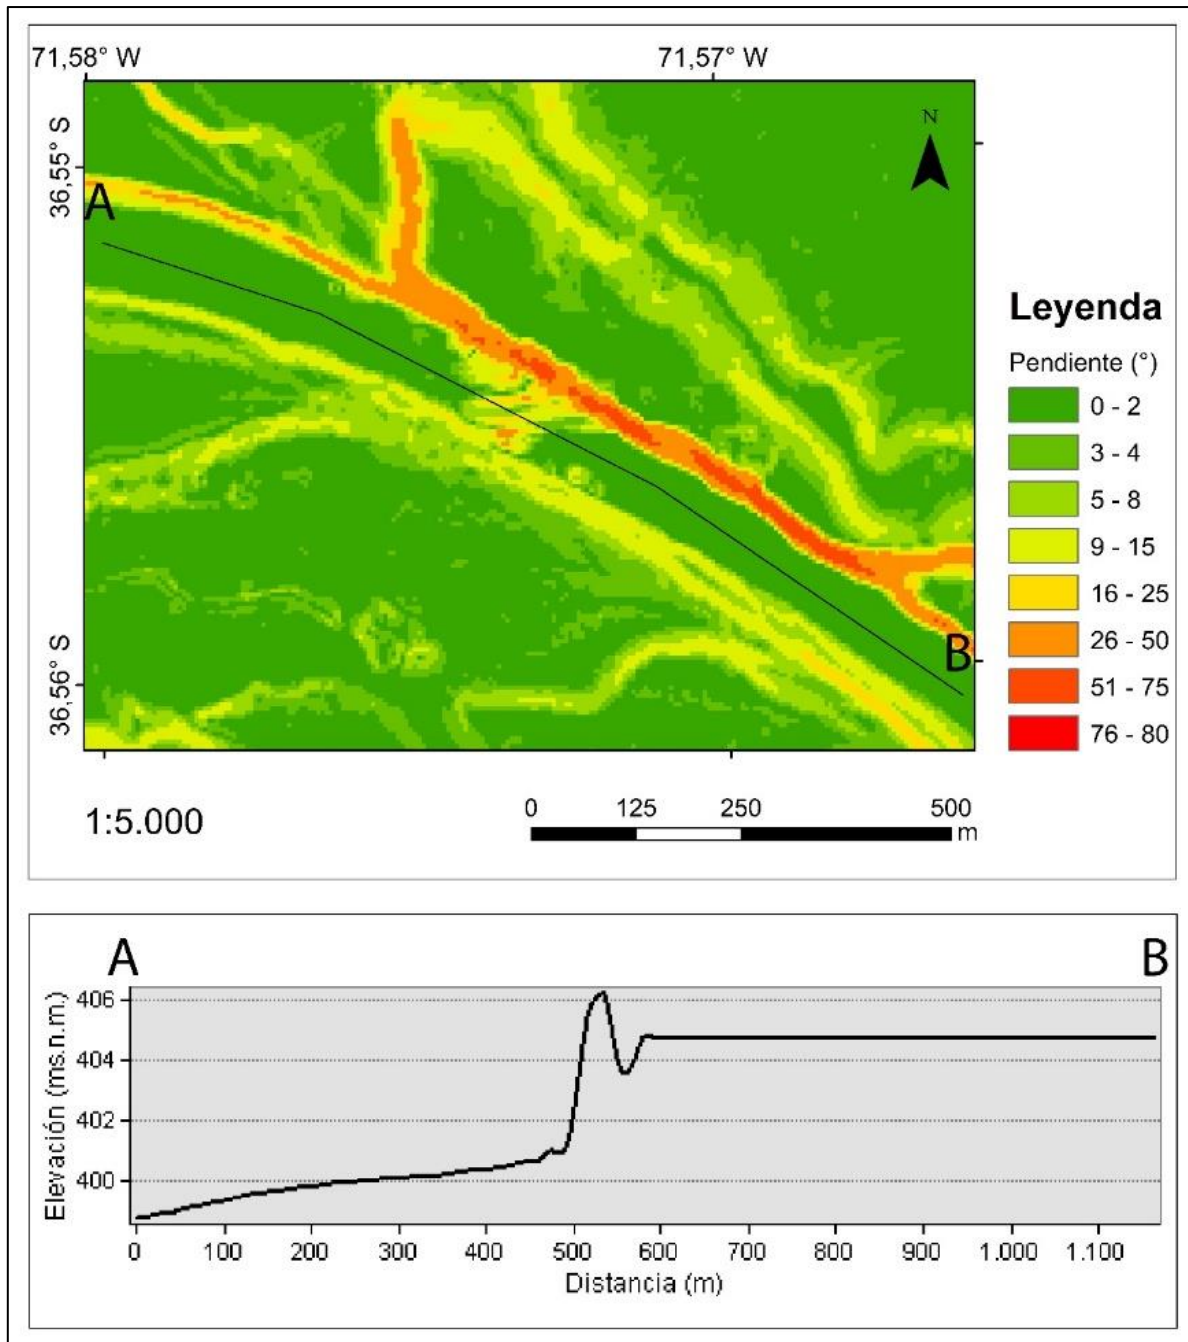 71,58° W 71,57° W
N
36,55° S
A
Leyenda
Pendiente (°)
0 - 2
3 - 4
5 - 8
9 - 15
16 - 25
26 - 50
51 - 75
76 - 80
B
36,56° S
1:5.000
0 125 250 500
m
A B
Elevación (ms.n.m.)
406
404
402
400
0 100 200 300 400 500 600 700 800 900 1.000 1.100
Distancia (m)